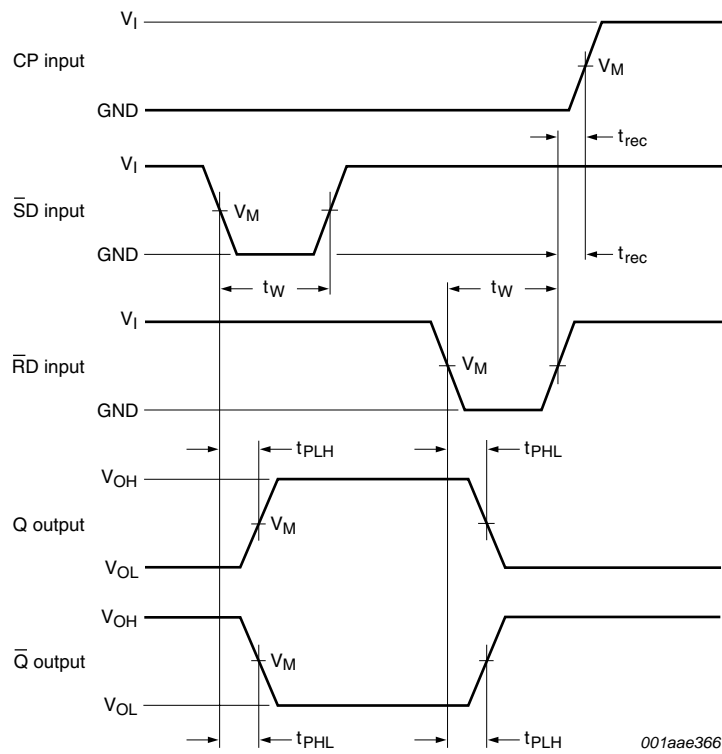 V_I
CP input
V_M
GND
t_rec
V_I
S̅D input
V_M
GND
t_rec
t_W
t_W
V_I
R̅D input
V_M
GND
t_PLH
t_PHL
V_OH
Q output
V_M
V_OL
V_OH
Q̅ output
V_M
V_OL
t_PHL
t_PLH
001aae366